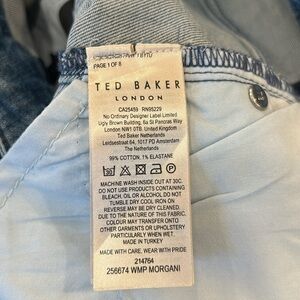 PAGE 1 OF 8
TED BAKER
LONDON
CA25459 RN95229
No Ordinary Designer Label Limited
Ugly Brown Building, 6a St Pancras Way
London NW1 0TB. United Kingdom
Ted Baker Netherlands
Leidsestraat 64, 1017 PD Amsterdam
The Netherlands
99% COTTON, 1% ELASTANE
MACHINE WASH INSIDE OUT AT 30C.
DO NOT USE PRODUCTS CONTAINING
BLEACH, OIL OR ALCOHOL DO NOT
TUMBLE DRY COOL IRON ON
REVERSE MAY BE DRY CLEANED.
DUE TO THE NATURE OF THIS FABRIC,
COLOUR MAY TRANSFER ONTO
OTHER GARMENTS OR UPHOLSTERY
PARTICULARLY WHEN WET.
MADE IN TURKEY
MADE WITH CARE, WEAR WITH PRIDE
214764
256674 WMP MORGANI